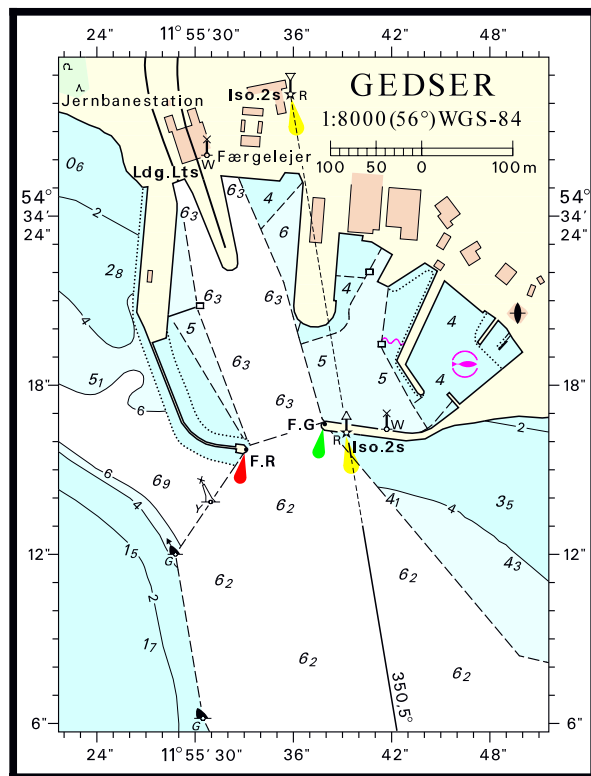 24" 11° 55' 30" 36" 42" 48"
GEDSER
1:8000 (56°) WGS-84
100 50 0 100 m
Jernbanestation
Iso.2s R
Færgelejer
W
Ldg.Lts
54° 34' 24"
54° 34' 24"
0₆ 6₃ 6₃ 4
2 6
2₈ 4
6₃ 6₃ 4
4 5 4
6₃ 5
18" 5₁ 6₃ 5 4 18"
6
F.G W 2
R Iso.2s
F.R
6 6₉ 4₁ 3₅
4 Y 6₂
12" 1₅ G 4₃ 4 12"
2 6₂ 6₂
1₇ 6₂ 6₂
350,5°
6" G 6"
24" 11° 55' 30" 36" 42" 48"